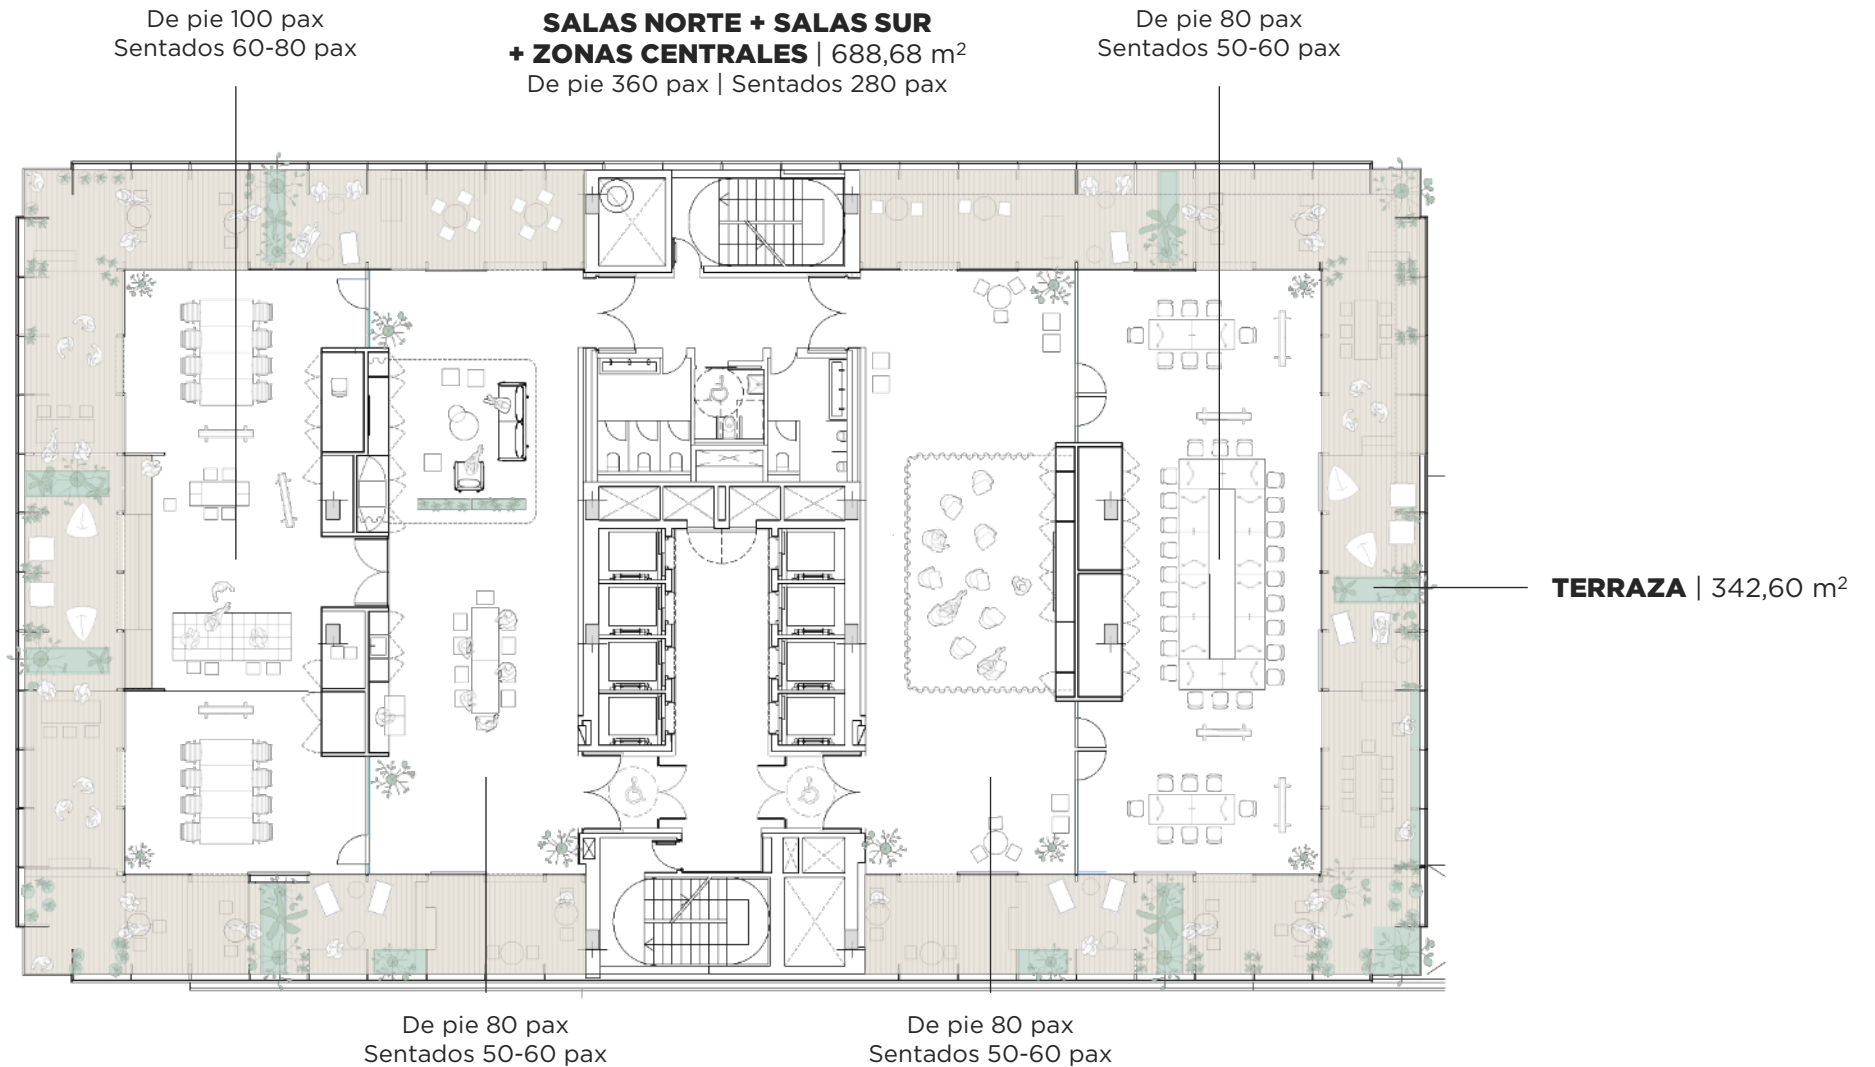 De pie 100 pax
Sentados 60-80 pax
SALAS NORTE + SALAS SUR
+ ZONAS CENTRALES | 688,68 m²
De pie 360 pax | Sentados 280 pax
De pie 80 pax
Sentados 50-60 pax
TERRAZA | 342,60 m²
De pie 80 pax
Sentados 50-60 pax
De pie 80 pax
Sentados 50-60 pax